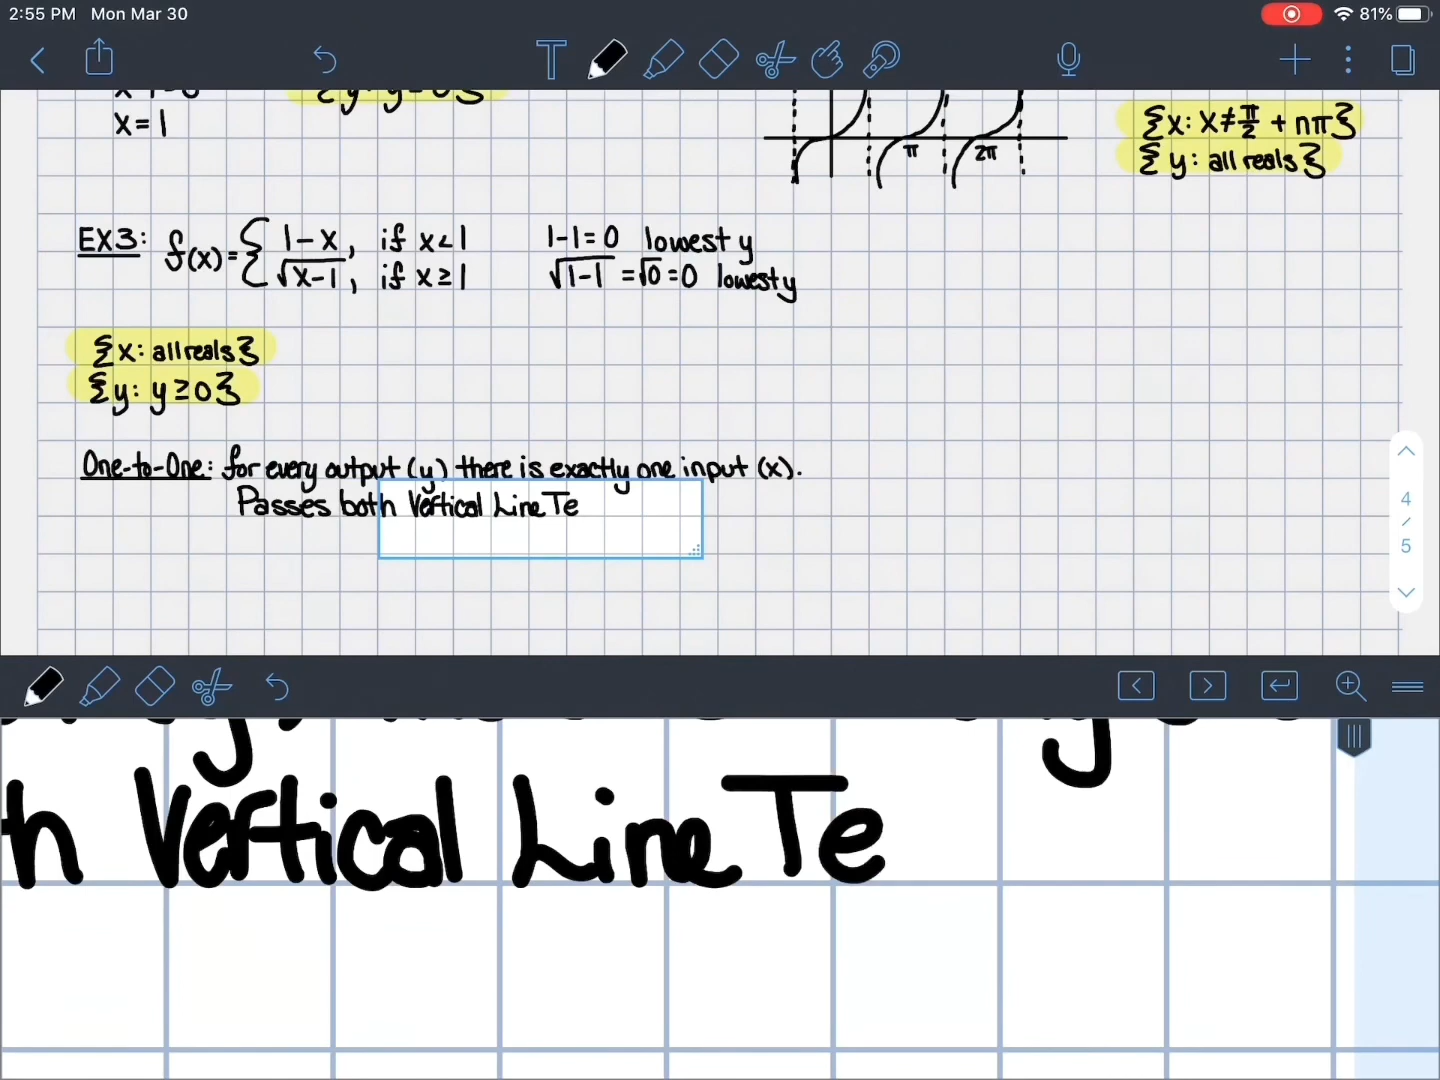 2:55 PM Mon Mar 30
81%
T
x = 1
π
2π
{x: x ≠ π/2 + nπ}
{y: all reals}
EX3: f(x) = { 1-x, if x < 1
√x-1, if x ≥ 1
1-1 = 0 lowest y
√1-1 = √0 = 0 lowest y
{x: all reals}
{y: y ≥ 0}
One-to-One: for every output (y) there is exactly one input (x).
Passes both Vertical Line Te
4
/
5
h Vertical Line Te